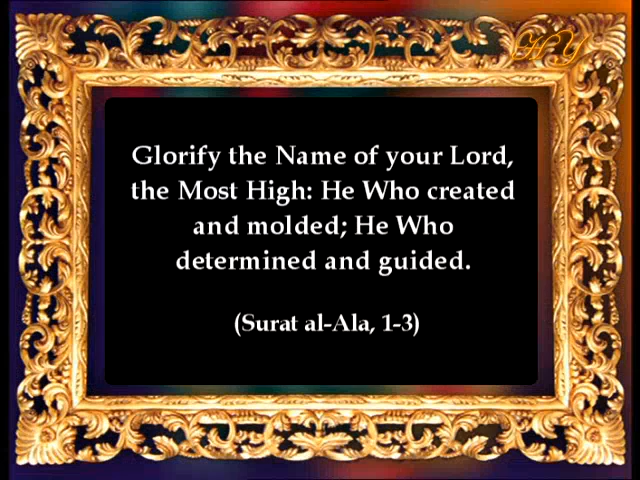 HY
Glorify the Name of your Lord,
the Most High: He Who created
and molded; He Who
determined and guided.
(Surat al-Ala, 1-3)